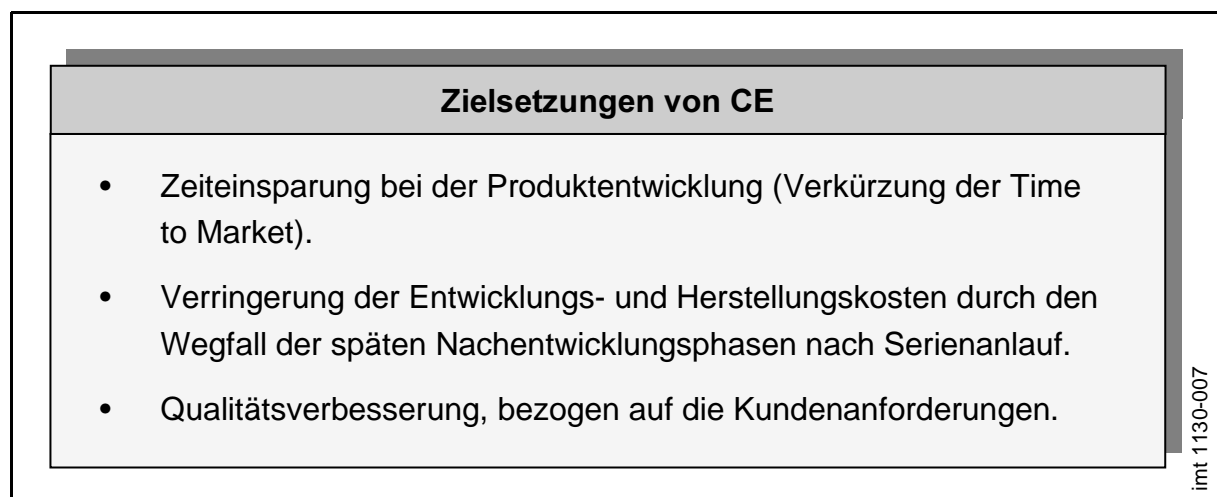 Zielsetzungen von CE
• Zeiteinsparung bei der Produktentwicklung (Verkürzung der Time
to Market).
• Verringerung der Entwicklungs- und Herstellungskosten durch den
Wegfall der späten Nachentwicklungsphasen nach Serienanlauf.
• Qualitätsverbesserung, bezogen auf die Kundenanforderungen.
imt 1130-007